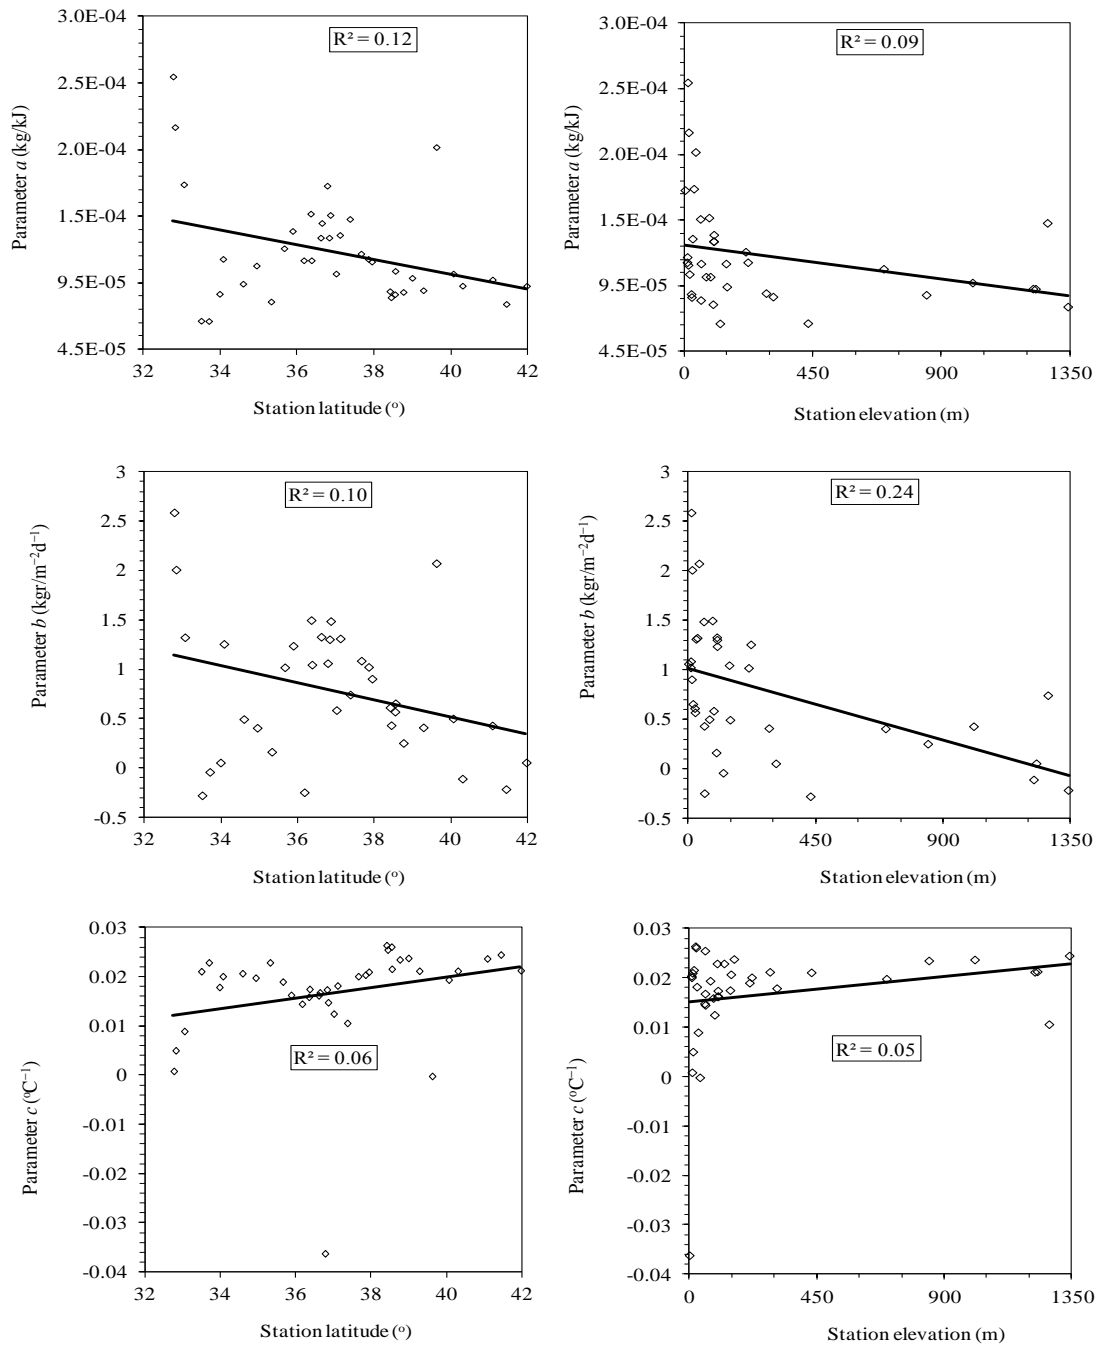 3.0E-04
2.5E-04
2.0E-04
1.5E-04
9.5E-05
4.5E-05
32 34 36 38 40 42
Parameter a (kg/kJ)
Station latitude (º)
R² = 0.12
3.0E-04
2.5E-04
2.0E-04
1.5E-04
9.5E-05
4.5E-05
0 450 900 1350
Parameter a (kg/kJ)
Station elevation (m)
R² = 0.09
3
2.5
2
1.5
1
0.5
0
-0.5
32 34 36 38 40 42
Parameter b (kgr/m⁻²d⁻¹)
Station latitude (º)
R² = 0.10
3
2.5
2
1.5
1
0.5
0
-0.5
0 450 900 1350
Parameter b (kgr/m⁻²d⁻¹)
Station elevation (m)
R² = 0.24
0.03
0.02
0.01
0
-0.01
-0.02
-0.03
-0.04
32 34 36 38 40 42
Parameter c (ºC⁻¹)
Station latitude (º)
R² = 0.06
0.03
0.02
0.01
0
-0.01
-0.02
-0.03
-0.04
0 450 900 1350
Parameter c (ºC⁻¹)
Station elevation (m)
R² = 0.05